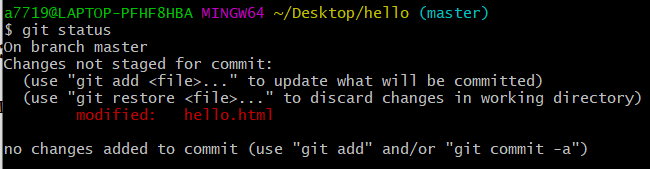 a7719@LAPTOP-PFHF8HBA MINGW64 ~/Desktop/hello (master)
$ git status
On branch master
Changes not staged for commit:
  (use "git add <file>..." to update what will be committed)
  (use "git restore <file>..." to discard changes in working directory)
        modified:   hello.html

no changes added to commit (use "git add" and/or "git commit -a")